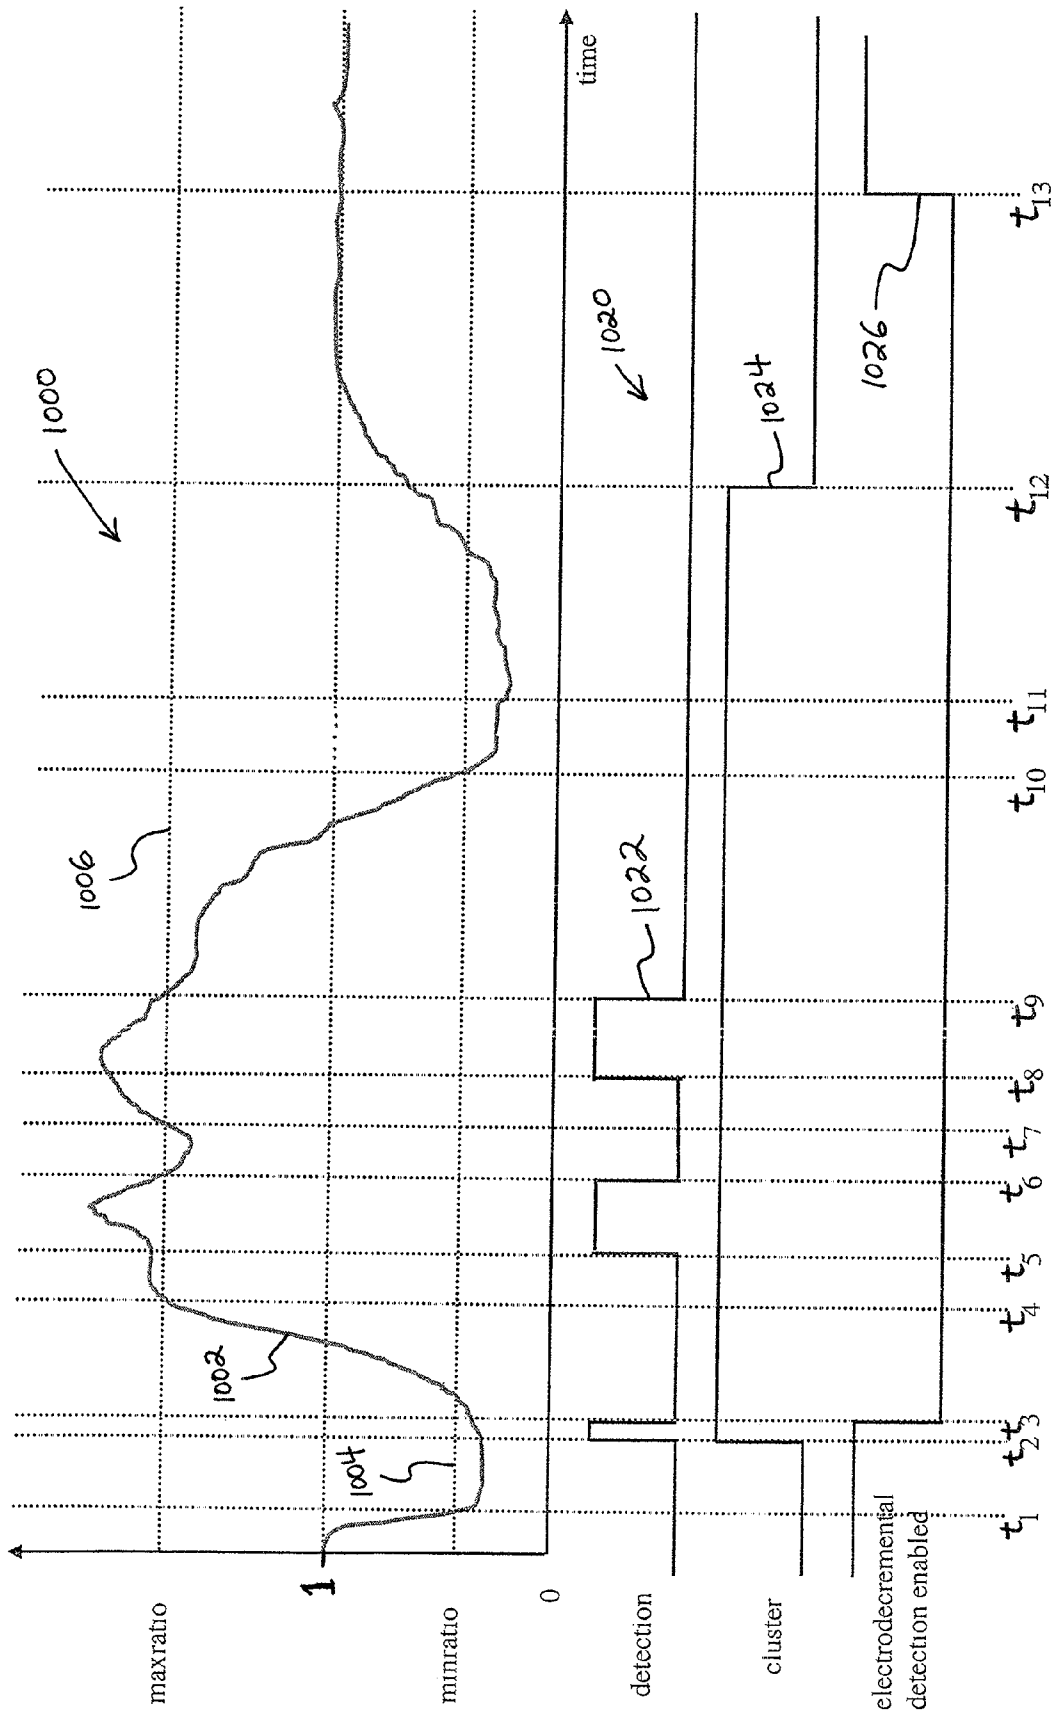 1000
1006
1002
1004
maxratio
1
minratio
0
time
1020
detection
1022
cluster
1024
electrodecremental
detection enabled
1026
t1
t2
t3
t4
t5
t6
t7
t8
t9
t10
t11
t12
t13